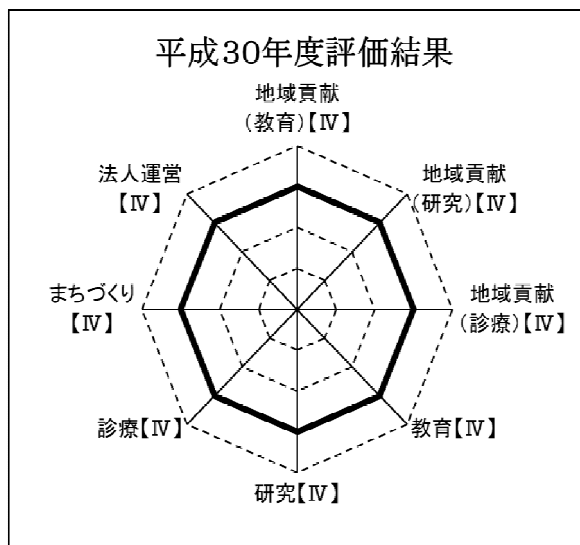 平成30年度評価結果
地域貢献
(教育)【Ⅳ】
地域貢献
(研究)【Ⅳ】
地域貢献
(診療)【Ⅳ】
教育【Ⅳ】
研究【Ⅳ】
診療【Ⅳ】
まちづくり
【Ⅳ】
法人運営
【Ⅳ】